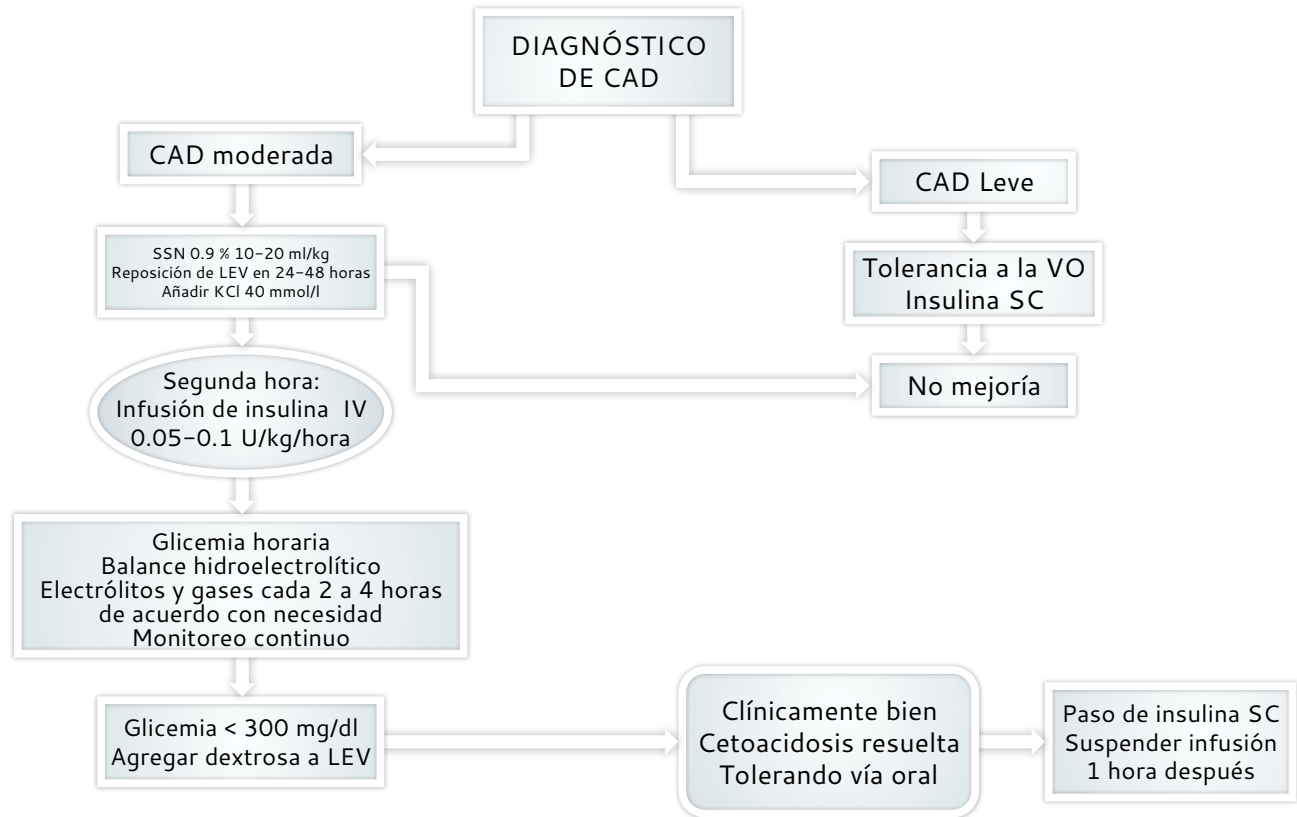 DIAGNÓSTICO
DE CAD
CAD moderada
CAD Leve
SSN 0.9 % 10-20 ml/kg
Reposición de LEV en 24-48 horas
Añadir KCl 40 mmol/l
Tolerancia a la VO
Insulina SC
Segunda hora:
Infusión de insulina IV
0.05-0.1 U/kg/hora
No mejoría
Glicemia horaria
Balance hidroelectrolítico
Electrólitos y gases cada 2 a 4 horas
de acuerdo con necesidad
Monitoreo continuo
Glicemia < 300 mg/dl
Agregar dextrosa a LEV
Clínicamente bien
Cetoacidosis resuelta
Tolerando vía oral
Paso de insulina SC
Suspender infusión
1 hora después